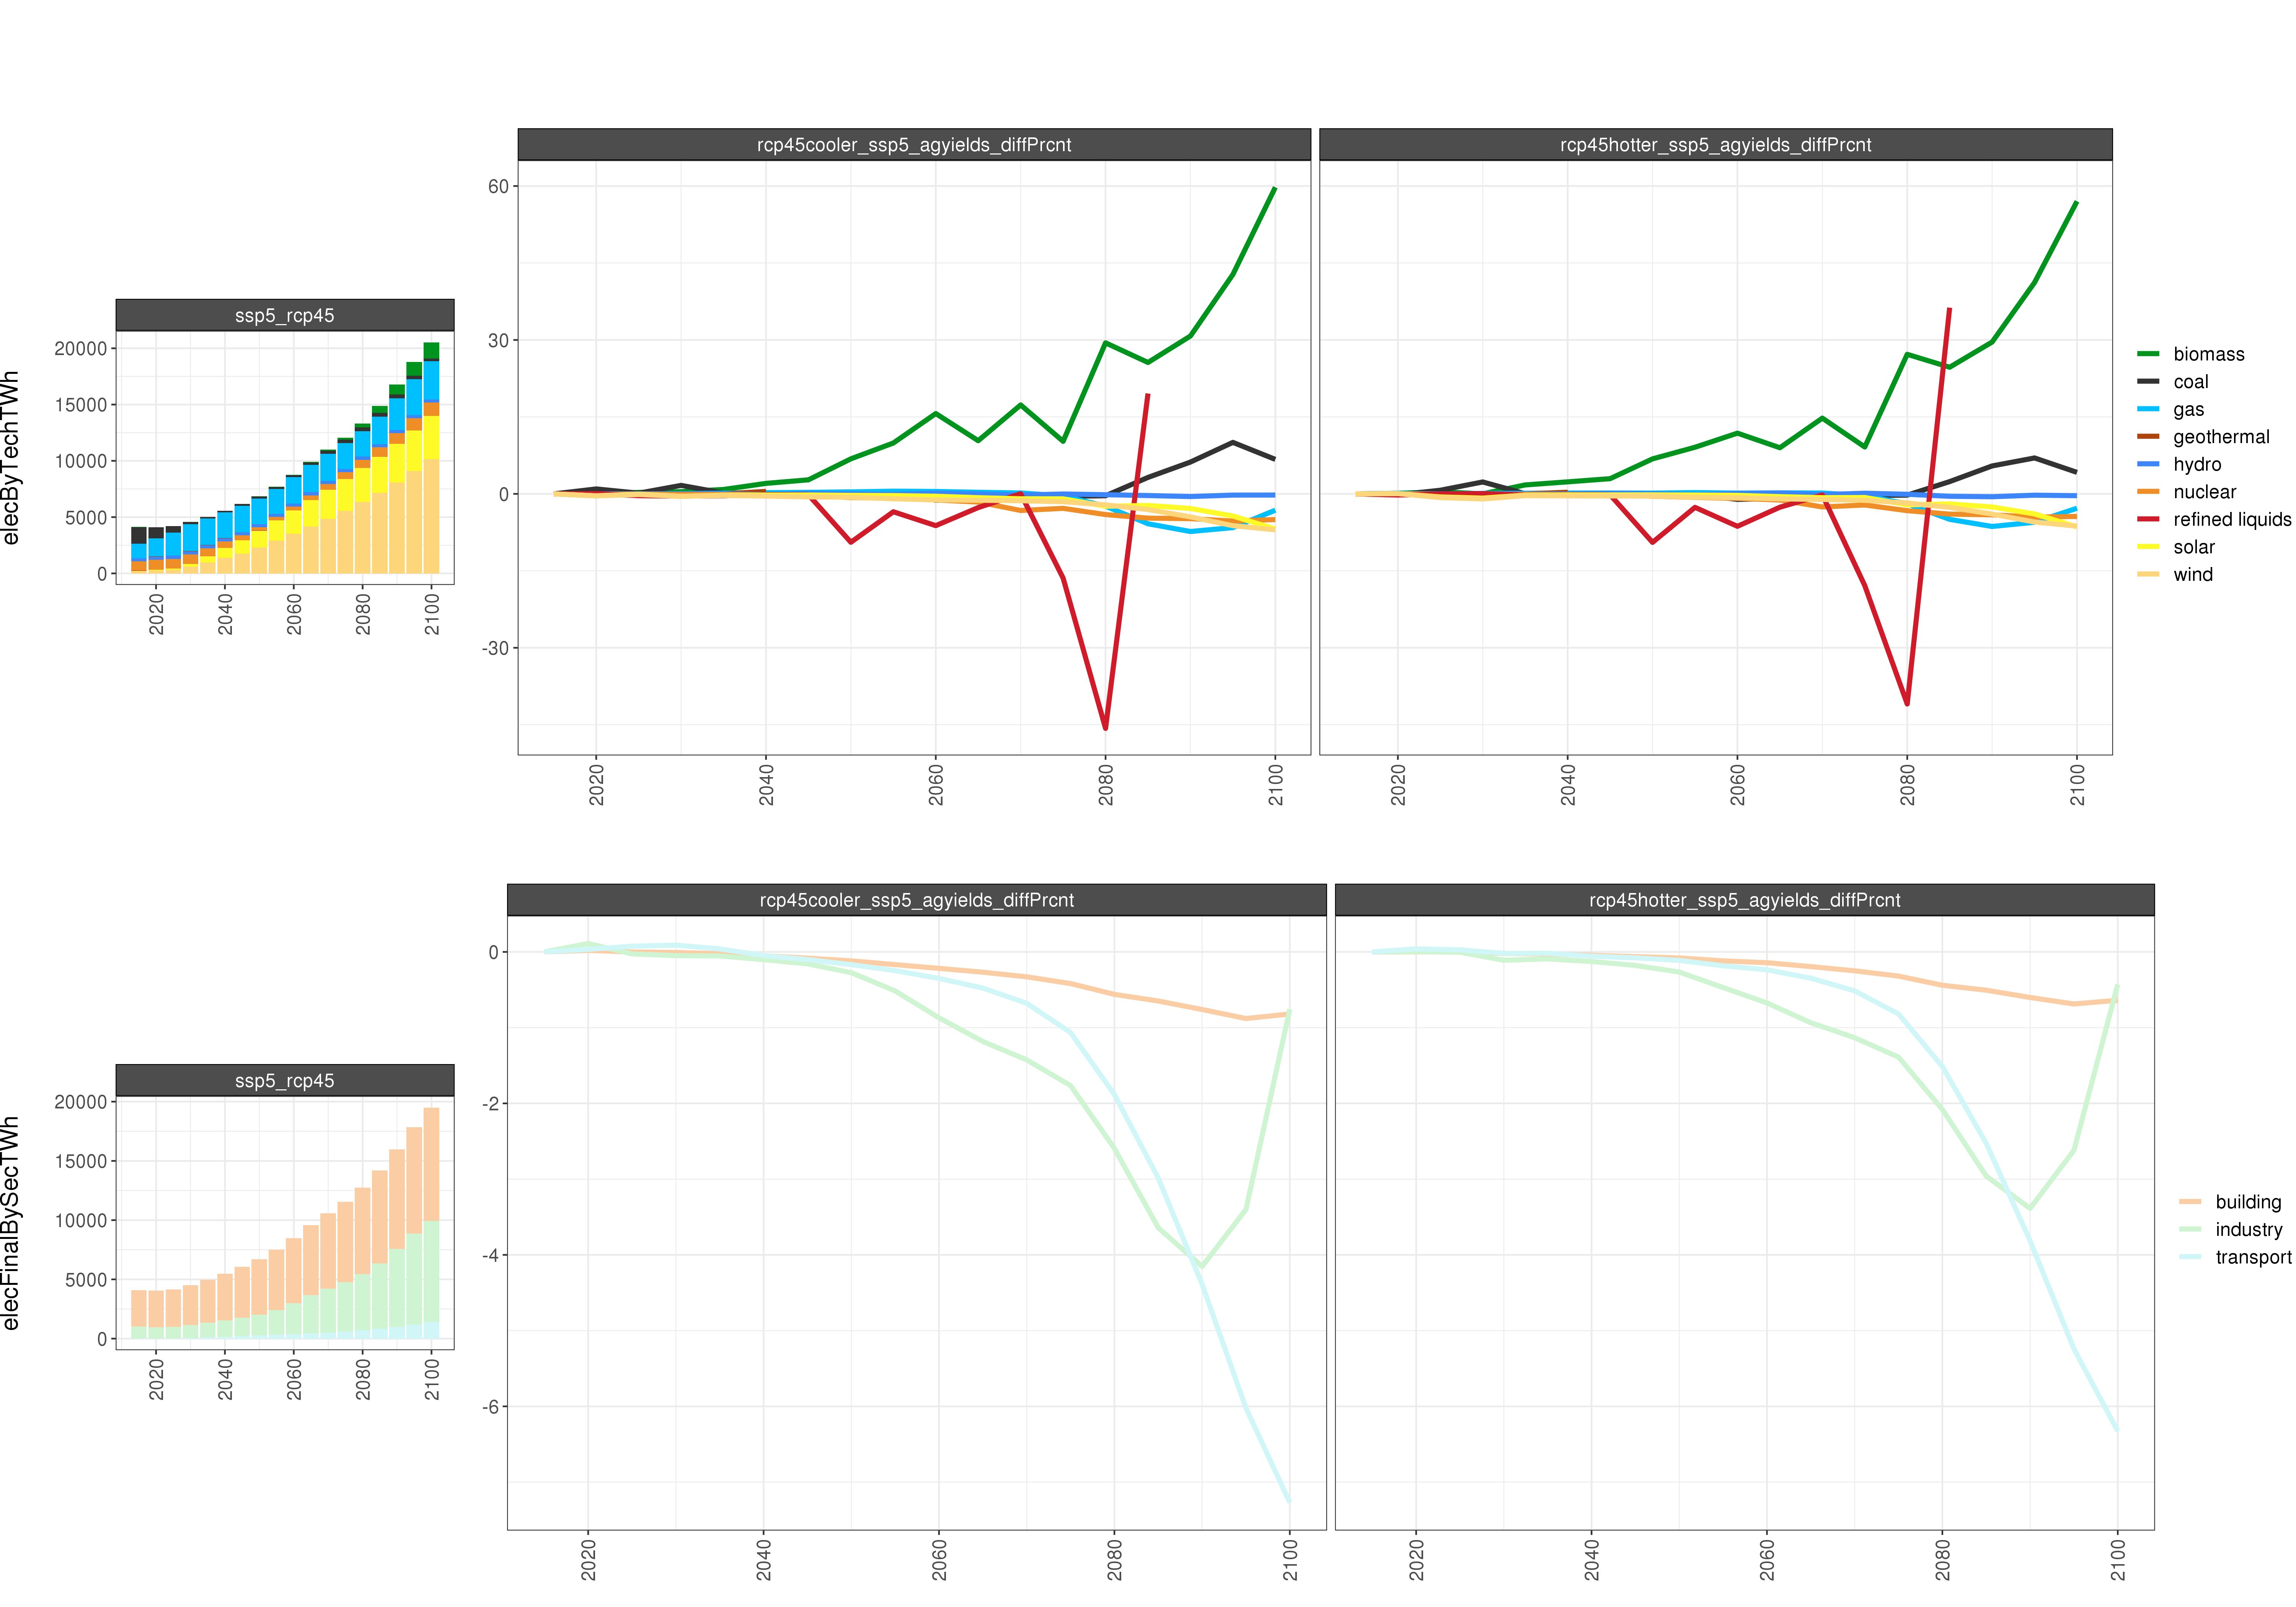 rcp45cooler_ssp5_agyields_diffPrcnt
rcp45hotter_ssp5_agyields_diffPrcnt
60
30
0
-30
2020
2040
2060
2080
2100
2020
2040
2060
2080
2100
ssp5_rcp45
elecByTechTWh
20000
15000
10000
5000
0
2020
2040
2060
2080
2100
biomass
coal
gas
geothermal
hydro
nuclear
refined liquids
solar
wind
rcp45cooler_ssp5_agyields_diffPrcnt
rcp45hotter_ssp5_agyields_diffPrcnt
0
-2
-4
-6
2020
2040
2060
2080
2100
2020
2040
2060
2080
2100
ssp5_rcp45
elecFinalBySecTWh
20000
15000
10000
5000
0
2020
2040
2060
2080
2100
building
industry
transport